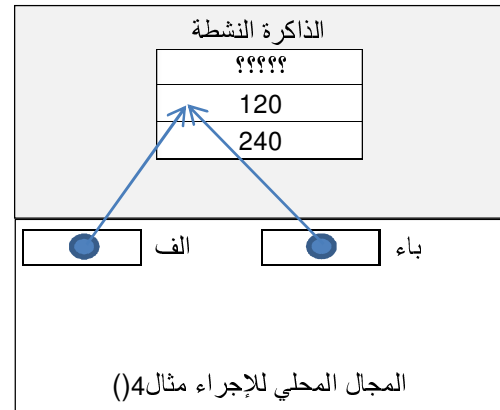 الذاكرة النشطة
؟؟؟؟؟
120
240
باء
الف
المجال المحلي للإجراء مثال4()